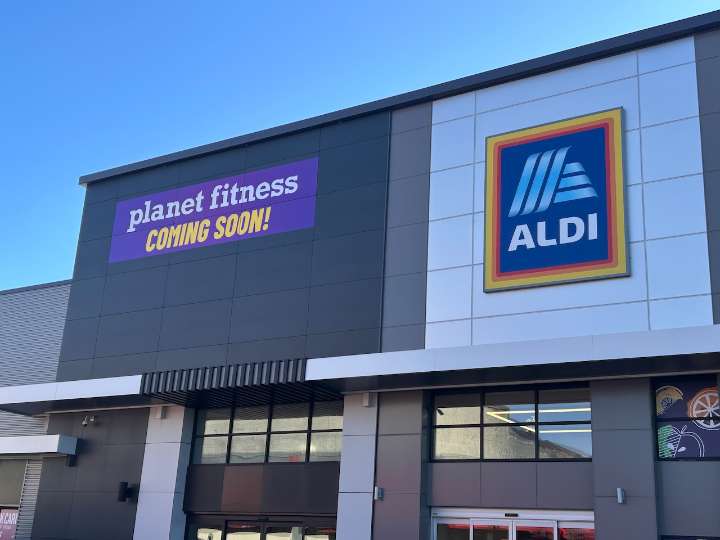 planet fitness
COMING SOON!
ALDI